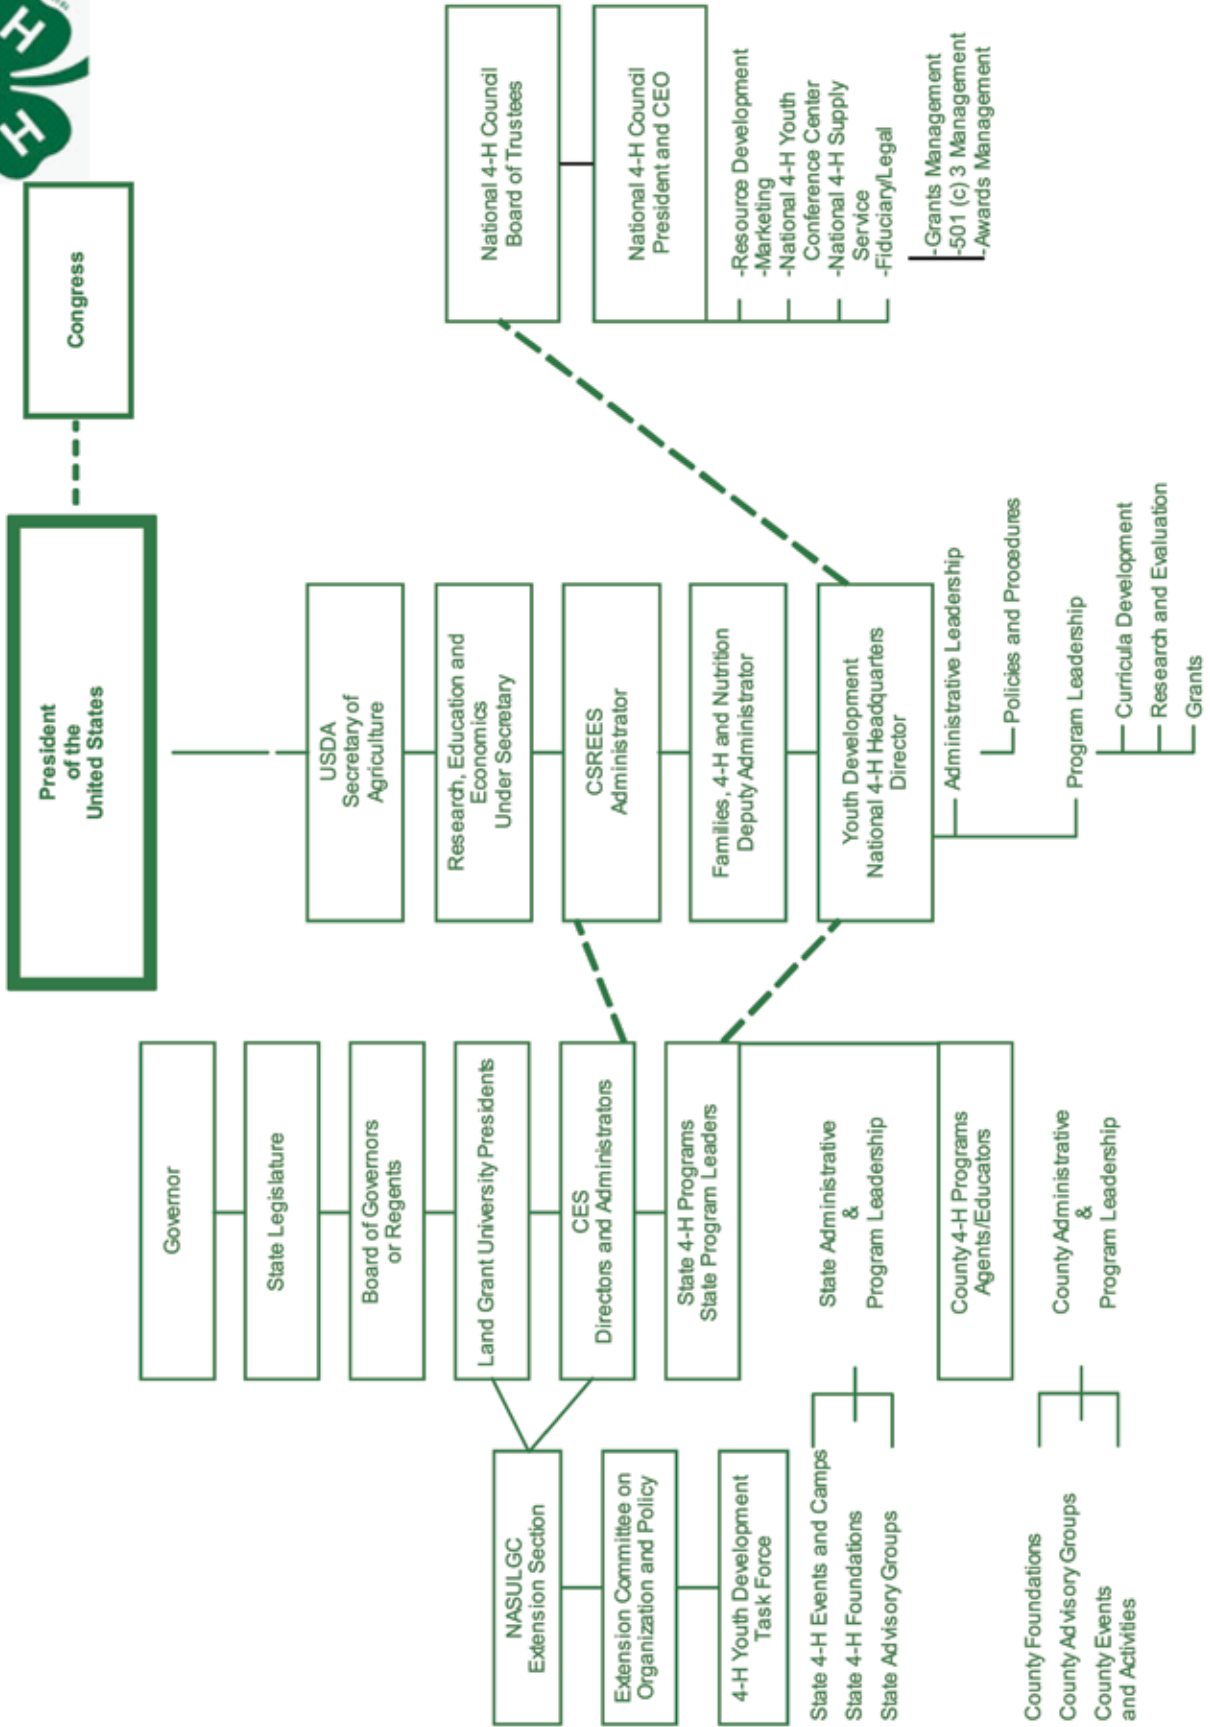 H
H
President
of the
United States
Congress
Governor
State Legislature
Board of Governors
or Regents
Land Grant University Presidents
CES
Directors and Administrators
State 4-H Programs
State Program Leaders
State Administrative
&
Program Leadership
County 4-H Programs
Agents/Educators
County Administrative
&
Program Leadership
NASULGC
Extension Section
Extension Committee on
Organization and Policy
4-H Youth Development
Task Force
State 4-H Events and Camps
State 4-H Foundations
State Advisory Groups
County Foundations
County Advisory Groups
County Events
and Activities
USDA
Secretary of
Agriculture
Research, Education and
Economics
Under Secretary
CSREES
Administrator
Families, 4-H and Nutrition
Deputy Administrator
Youth Development
National 4-H Headquarters
Director
Administrative Leadership
Policies and Procedures
Program Leadership
Curricula Development
Research and Evaluation
Grants
National 4-H Council
Board of Trustees
National 4-H Council
President and CEO
-Resource Development
-Marketing
-National 4-H Youth
Conference Center
-National 4-H Supply
Service
-Fiduciary/Legal
-Grants Management
-501 (c) 3 Management
-Awards Management